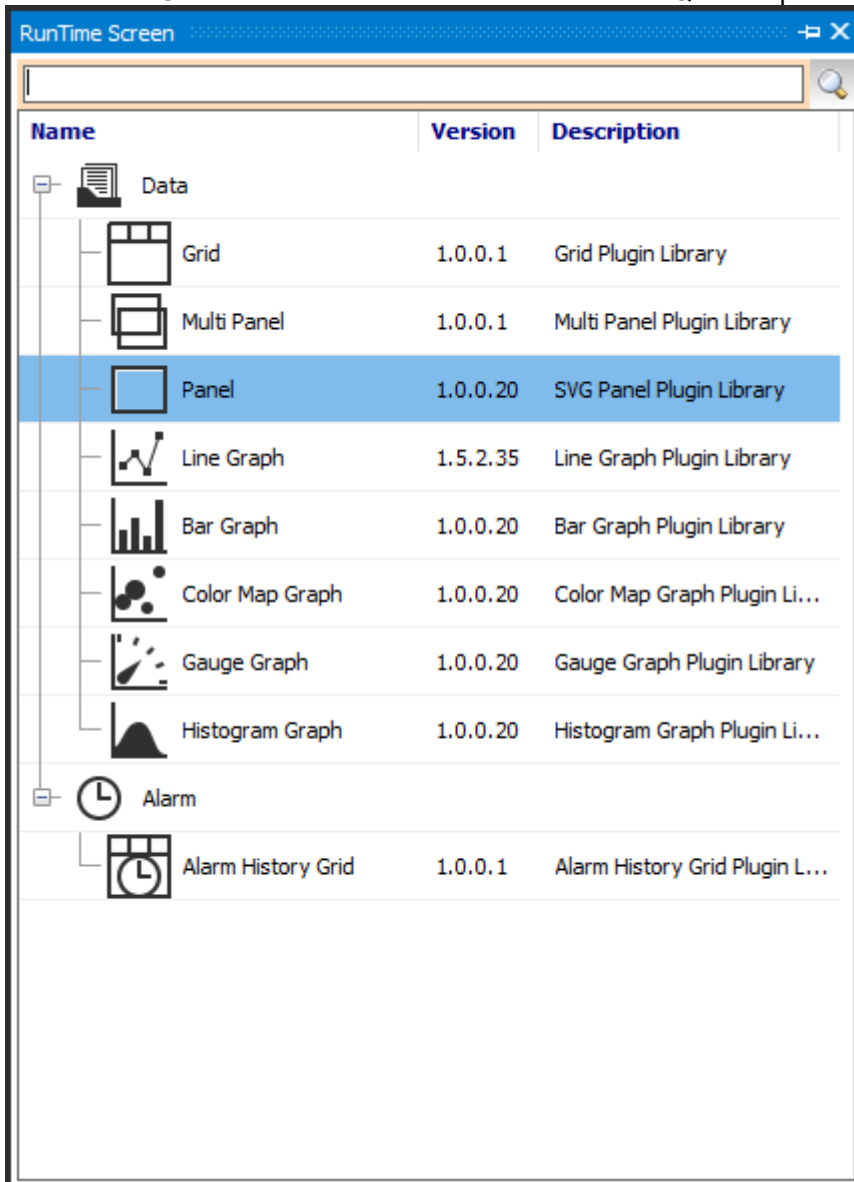 RunTime Screen
Name Version Description
Data
Grid 1.0.0.1 Grid Plugin Library
Multi Panel 1.0.0.1 Multi Panel Plugin Library
Panel 1.0.0.20 SVG Panel Plugin Library
Line Graph 1.5.2.35 Line Graph Plugin Library
Bar Graph 1.0.0.20 Bar Graph Plugin Library
Color Map Graph 1.0.0.20 Color Map Graph Plugin Li...
Gauge Graph 1.0.0.20 Gauge Graph Plugin Library
Histogram Graph 1.0.0.20 Histogram Graph Plugin Li...
Alarm
Alarm History Grid 1.0.0.1 Alarm History Grid Plugin L...